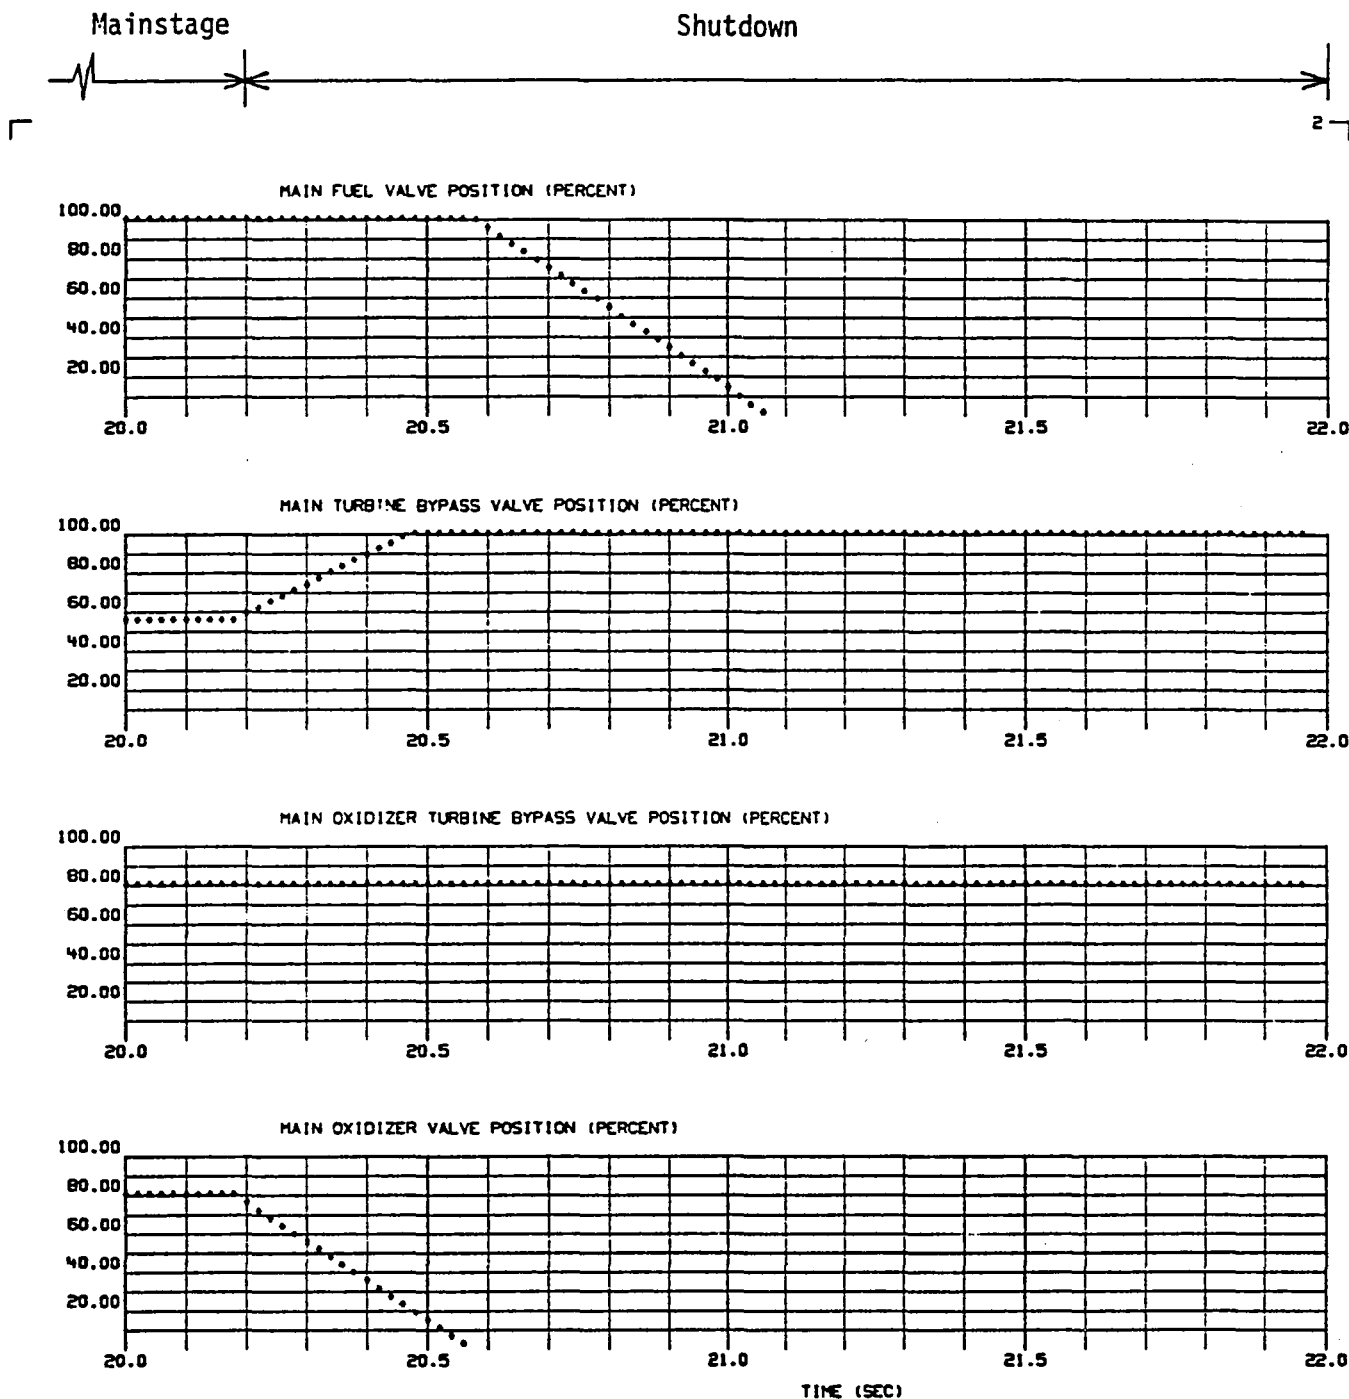 Mainstage Shutdown
2
MAIN FUEL VALVE POSITION (PERCENT)
100.00
80.00
60.00
40.00
20.00
20.0 20.5 21.0 21.5 22.0
MAIN TURBINE BYPASS VALVE POSITION (PERCENT)
100.00
80.00
60.00
40.00
20.00
20.0 20.5 21.0 21.5 22.0
MAIN OXIDIZER TURBINE BYPASS VALVE POSITION (PERCENT)
100.00
80.00
60.00
40.00
20.00
20.0 20.5 21.0 21.5 22.0
MAIN OXIDIZER VALVE POSITION (PERCENT)
100.00
80.00
60.00
40.00
20.00
20.0 20.5 21.0 21.5 22.0
TIME (SEC)